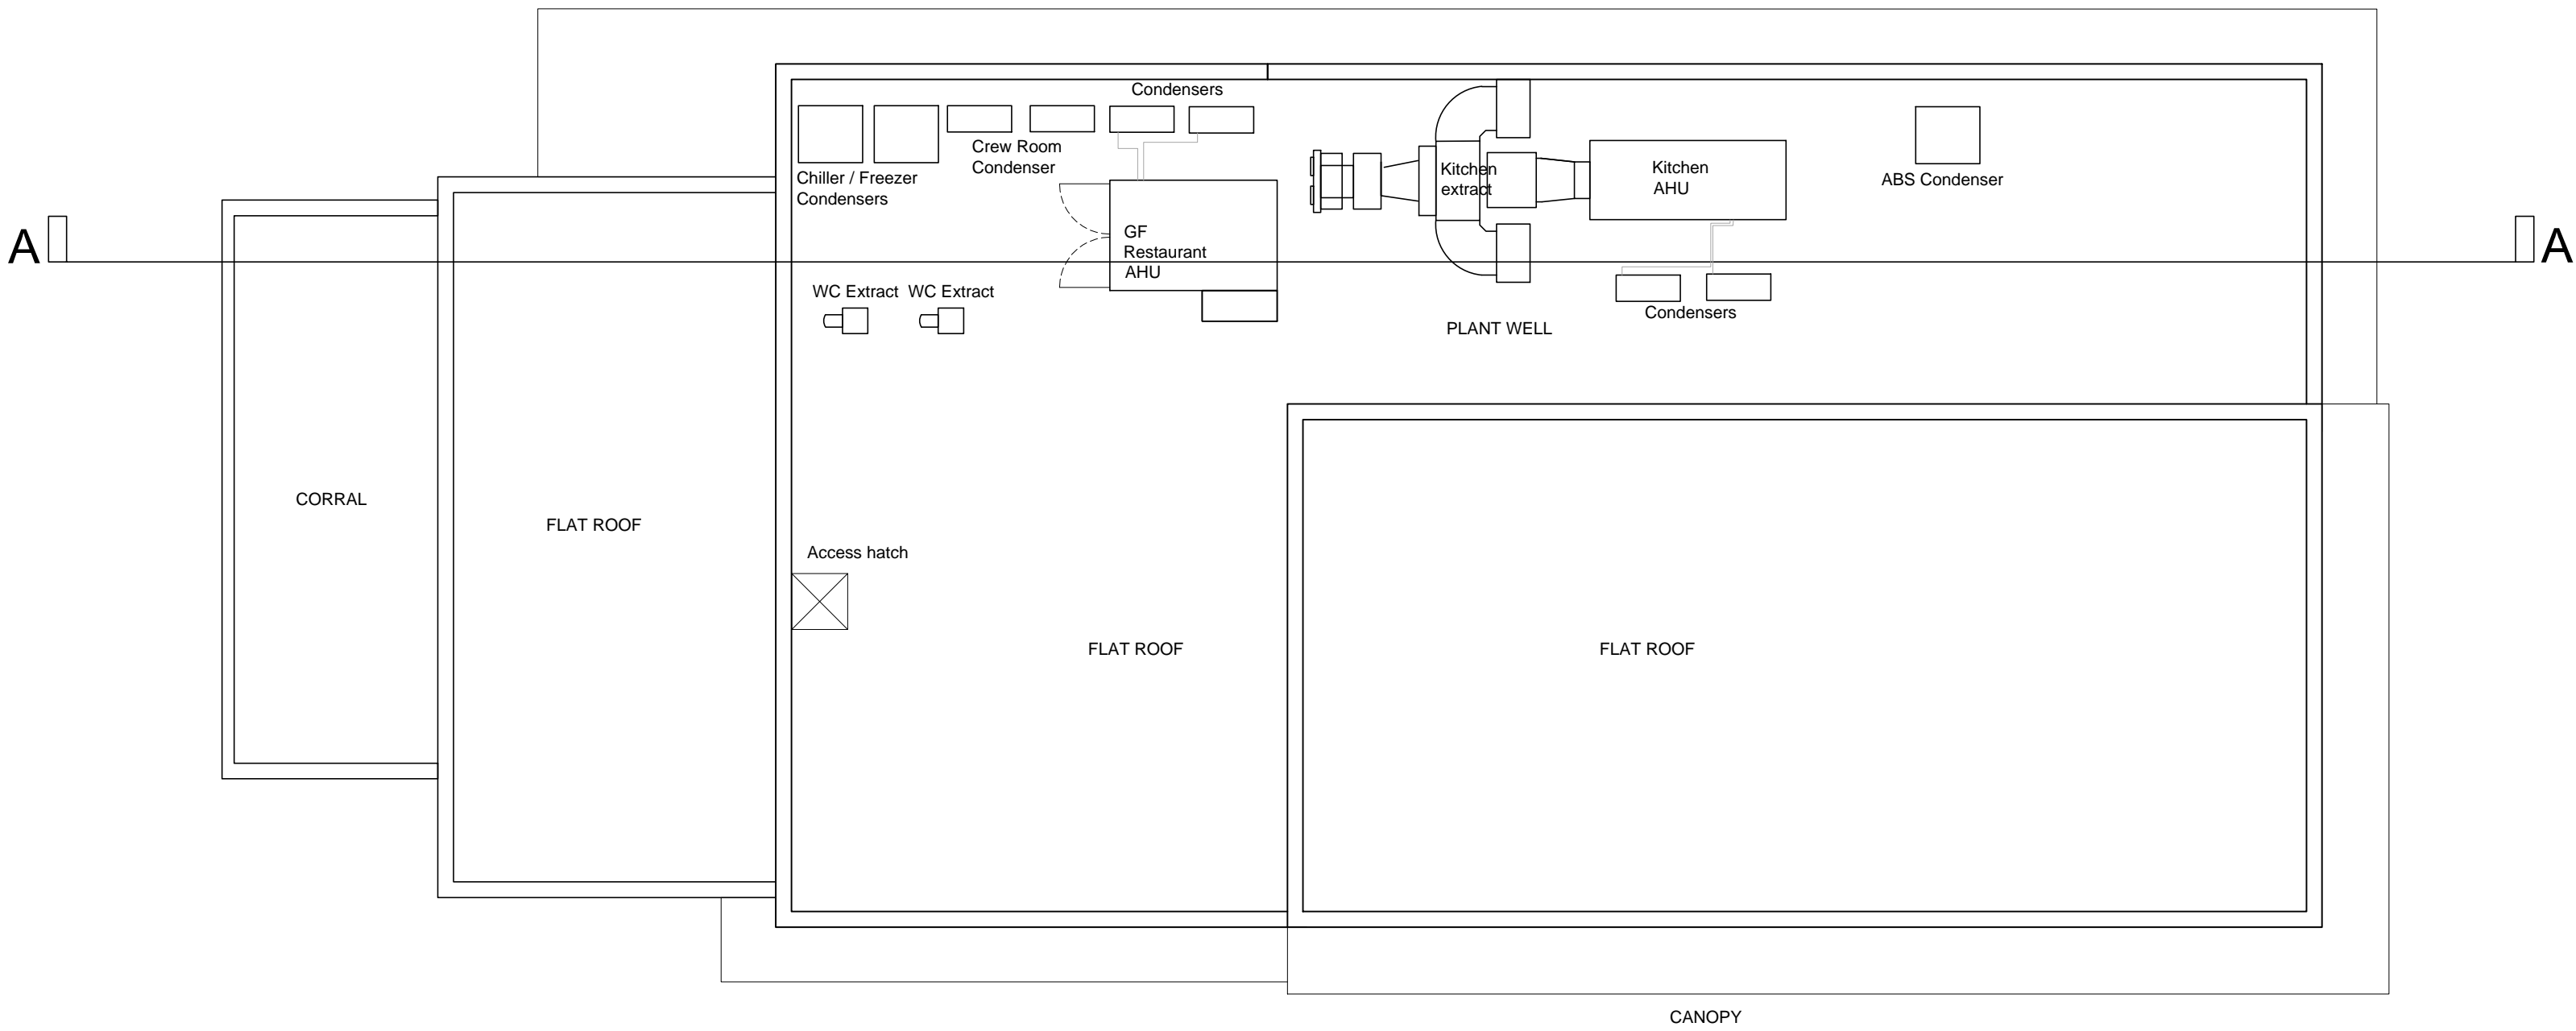 Condensers
Crew Room
Condenser
Chiller / Freezer
Condensers
Kitchen
extract
Kitchen
AHU
ABS Condenser
GF
Restaurant
AHU
A
A
WC Extract
WC Extract
Condensers
PLANT WELL
CORRAL
FLAT ROOF
Access hatch
FLAT ROOF
FLAT ROOF
CANOPY